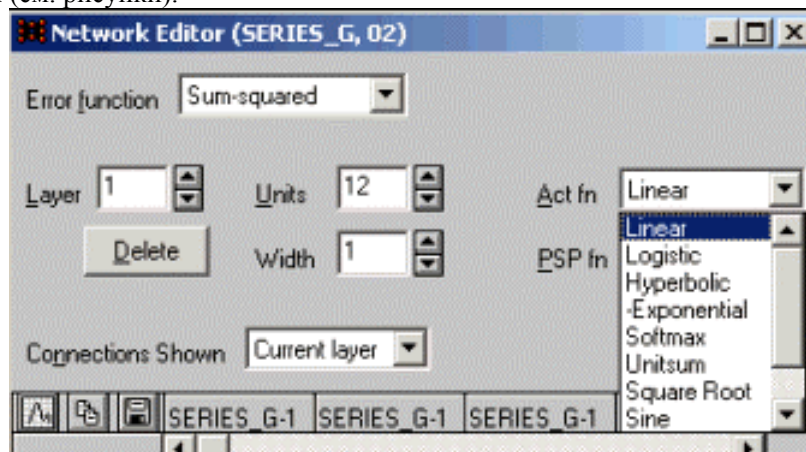 (см. рисунки).
Network Editor (SERIES_G, 02)
Error function Sum-squared
Layer 1 Units 12 Act fn Linear
Delete Width 1 PSP fn
Linear
Logistic
Hyperbolic
-Exponential
Softmax
Unitsum
Square Root
Sine
Connections Shown Current layer
SERIES_G-1 SERIES_G-1 SERIES_G-1